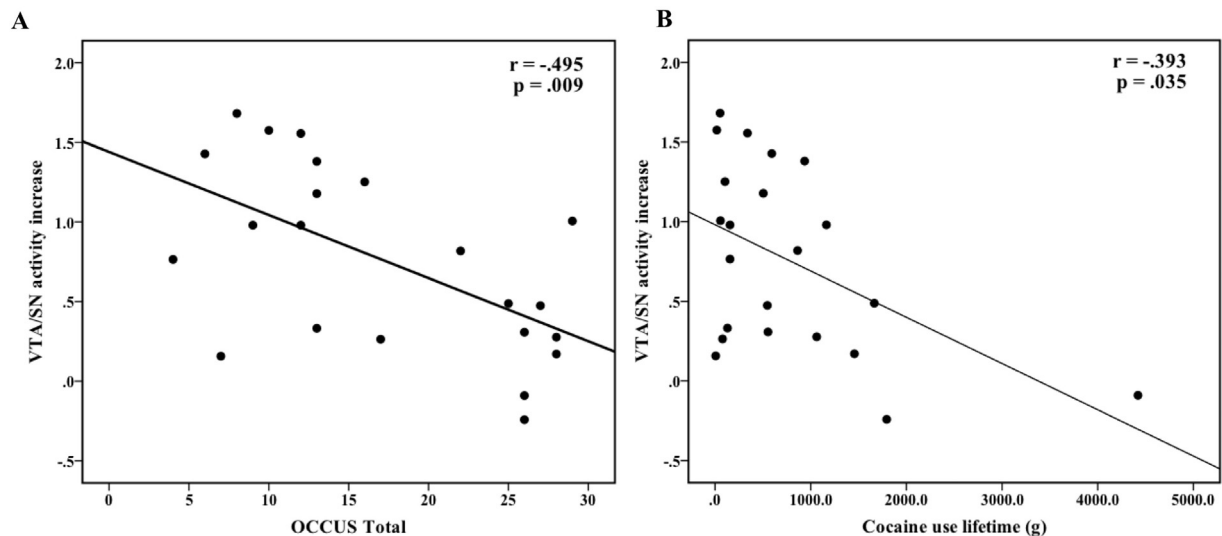 A
r = -.495
p = .009
VTA/SN activity increase
2.0
1.5
1.0
.5
.0
-.5
0 5 10 15 20 25 30
OCCUS Total
B
r = -.393
p = .035
VTA/SN activity increase
2.0
1.5
1.0
.5
.0
-.5
.0 1000.0 2000.0 3000.0 4000.0 5000.0
Cocaine use lifetime (g)